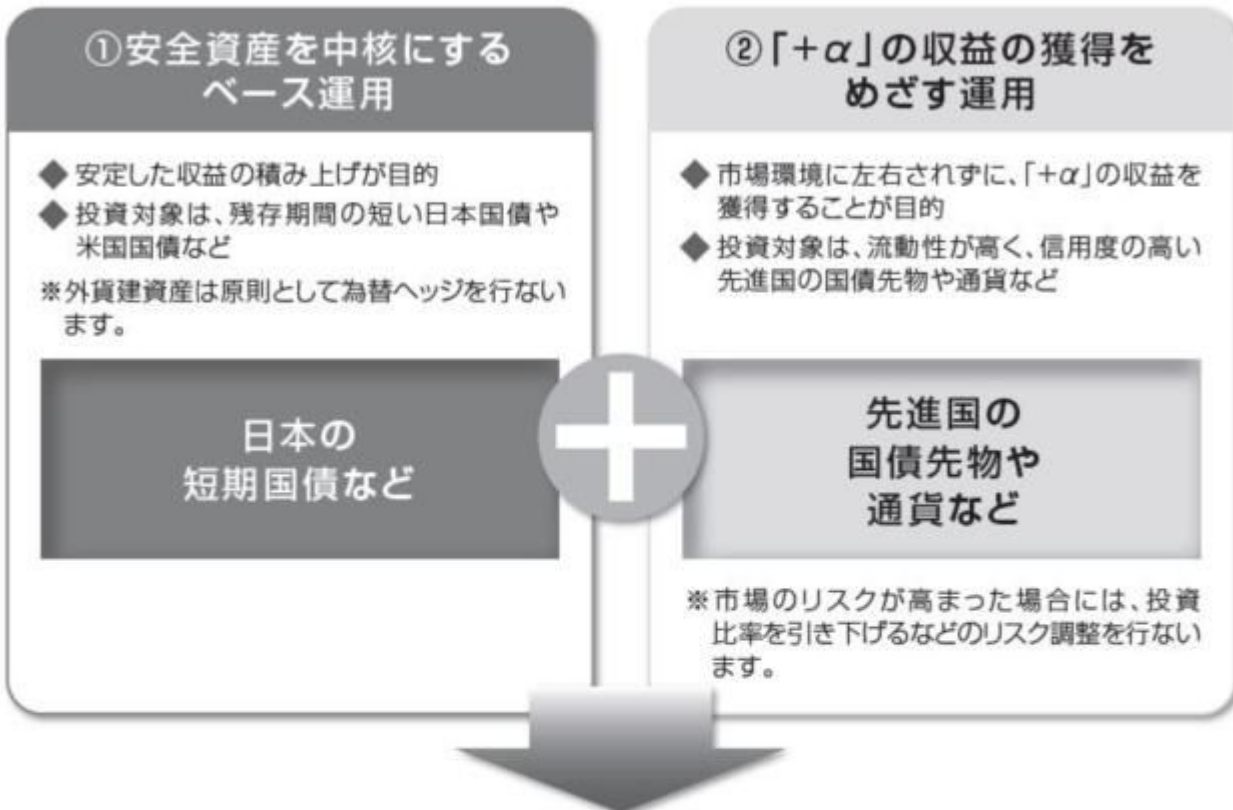 ①安全資産を中核にする
ベース運用
◆ 安定した収益の積み上げが目的
◆ 投資対象は、残存期間の短い日本国債や
米国国債など
※外貨建資産は原則として為替ヘッジを行ない
ます。
日本の
短期国債など
②「+α」の収益の獲得を
めざす運用
◆ 市場環境に左右されずに、「+α」の収益を
獲得することが目的
◆ 投資対象は、流動性が高く、信用度の高い
先進国の国債先物や通貨など
先進国の
国債先物や
通貨など
※市場のリスクが高まった場合には、投資
比率を引き下げるなどのリスク調整を行ない
ます。